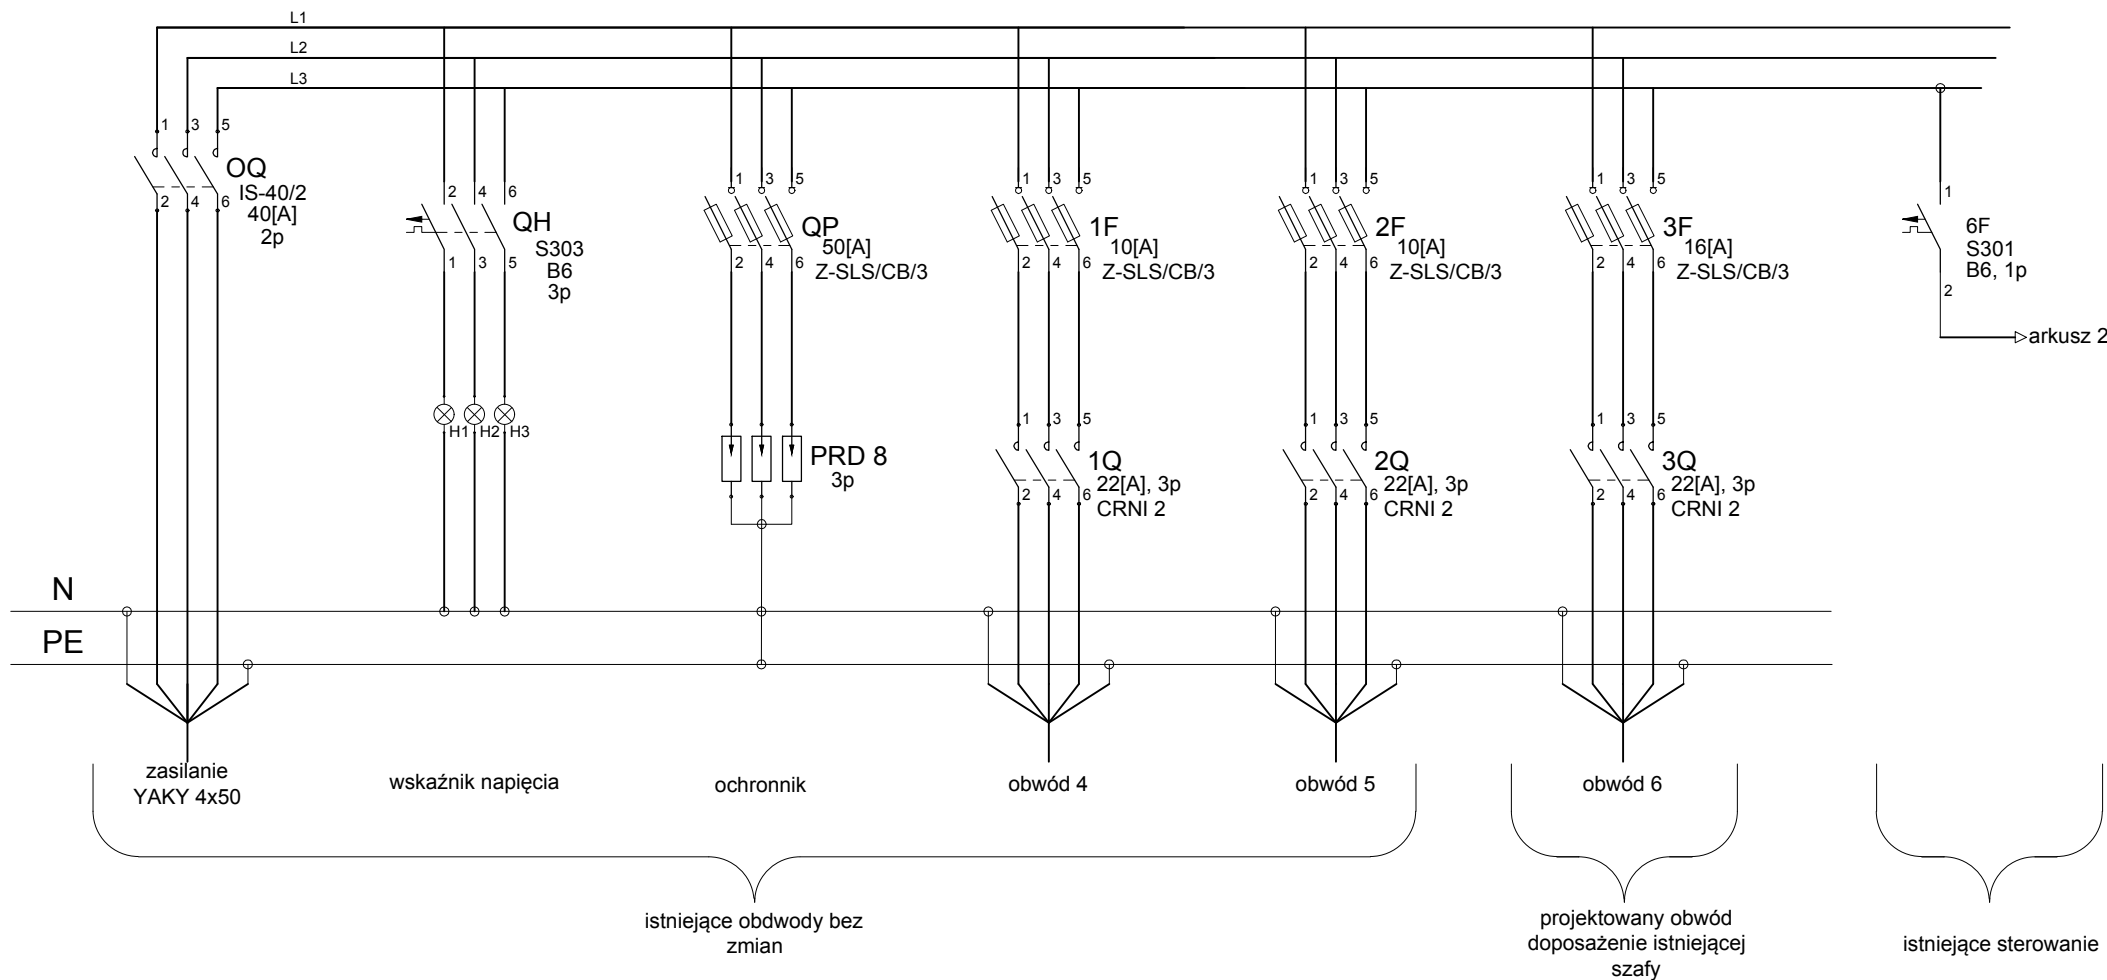 L1
L2
L3
1 3 5
OQ
IS-40/2
40[A]
2p
2 4 6
2 4 6
QH
S303
B6
3p
1 3 5
H1 H2 H3
1 3 5
QP
50[A]
Z-SLS/CB/3
2 4 6
PRD 8
3p
1 3 5
1F
10[A]
Z-SLS/CB/3
2 4 6
1 3 5
1Q
22[A], 3p
CRNI 2
2 4 6
1 3 5
2F
10[A]
Z-SLS/CB/3
2 4 6
1 3 5
2Q
22[A], 3p
CRNI 2
2 4 6
1 3 5
3F
16[A]
Z-SLS/CB/3
2 4 6
1 3 5
3Q
22[A], 3p
CRNI 2
2 4 6
1
6F
S301
B6, 1p
2
arkusz 2
N
PE
zasilanie
YAKY 4x50
wskaźnik napięcia
ochronnik
obwód 4
obwód 5
obwód 6
istniejące obdwody bez
zmian
projektowany obwód
doposażenie istniejącej
szafy
istniejące sterowanie